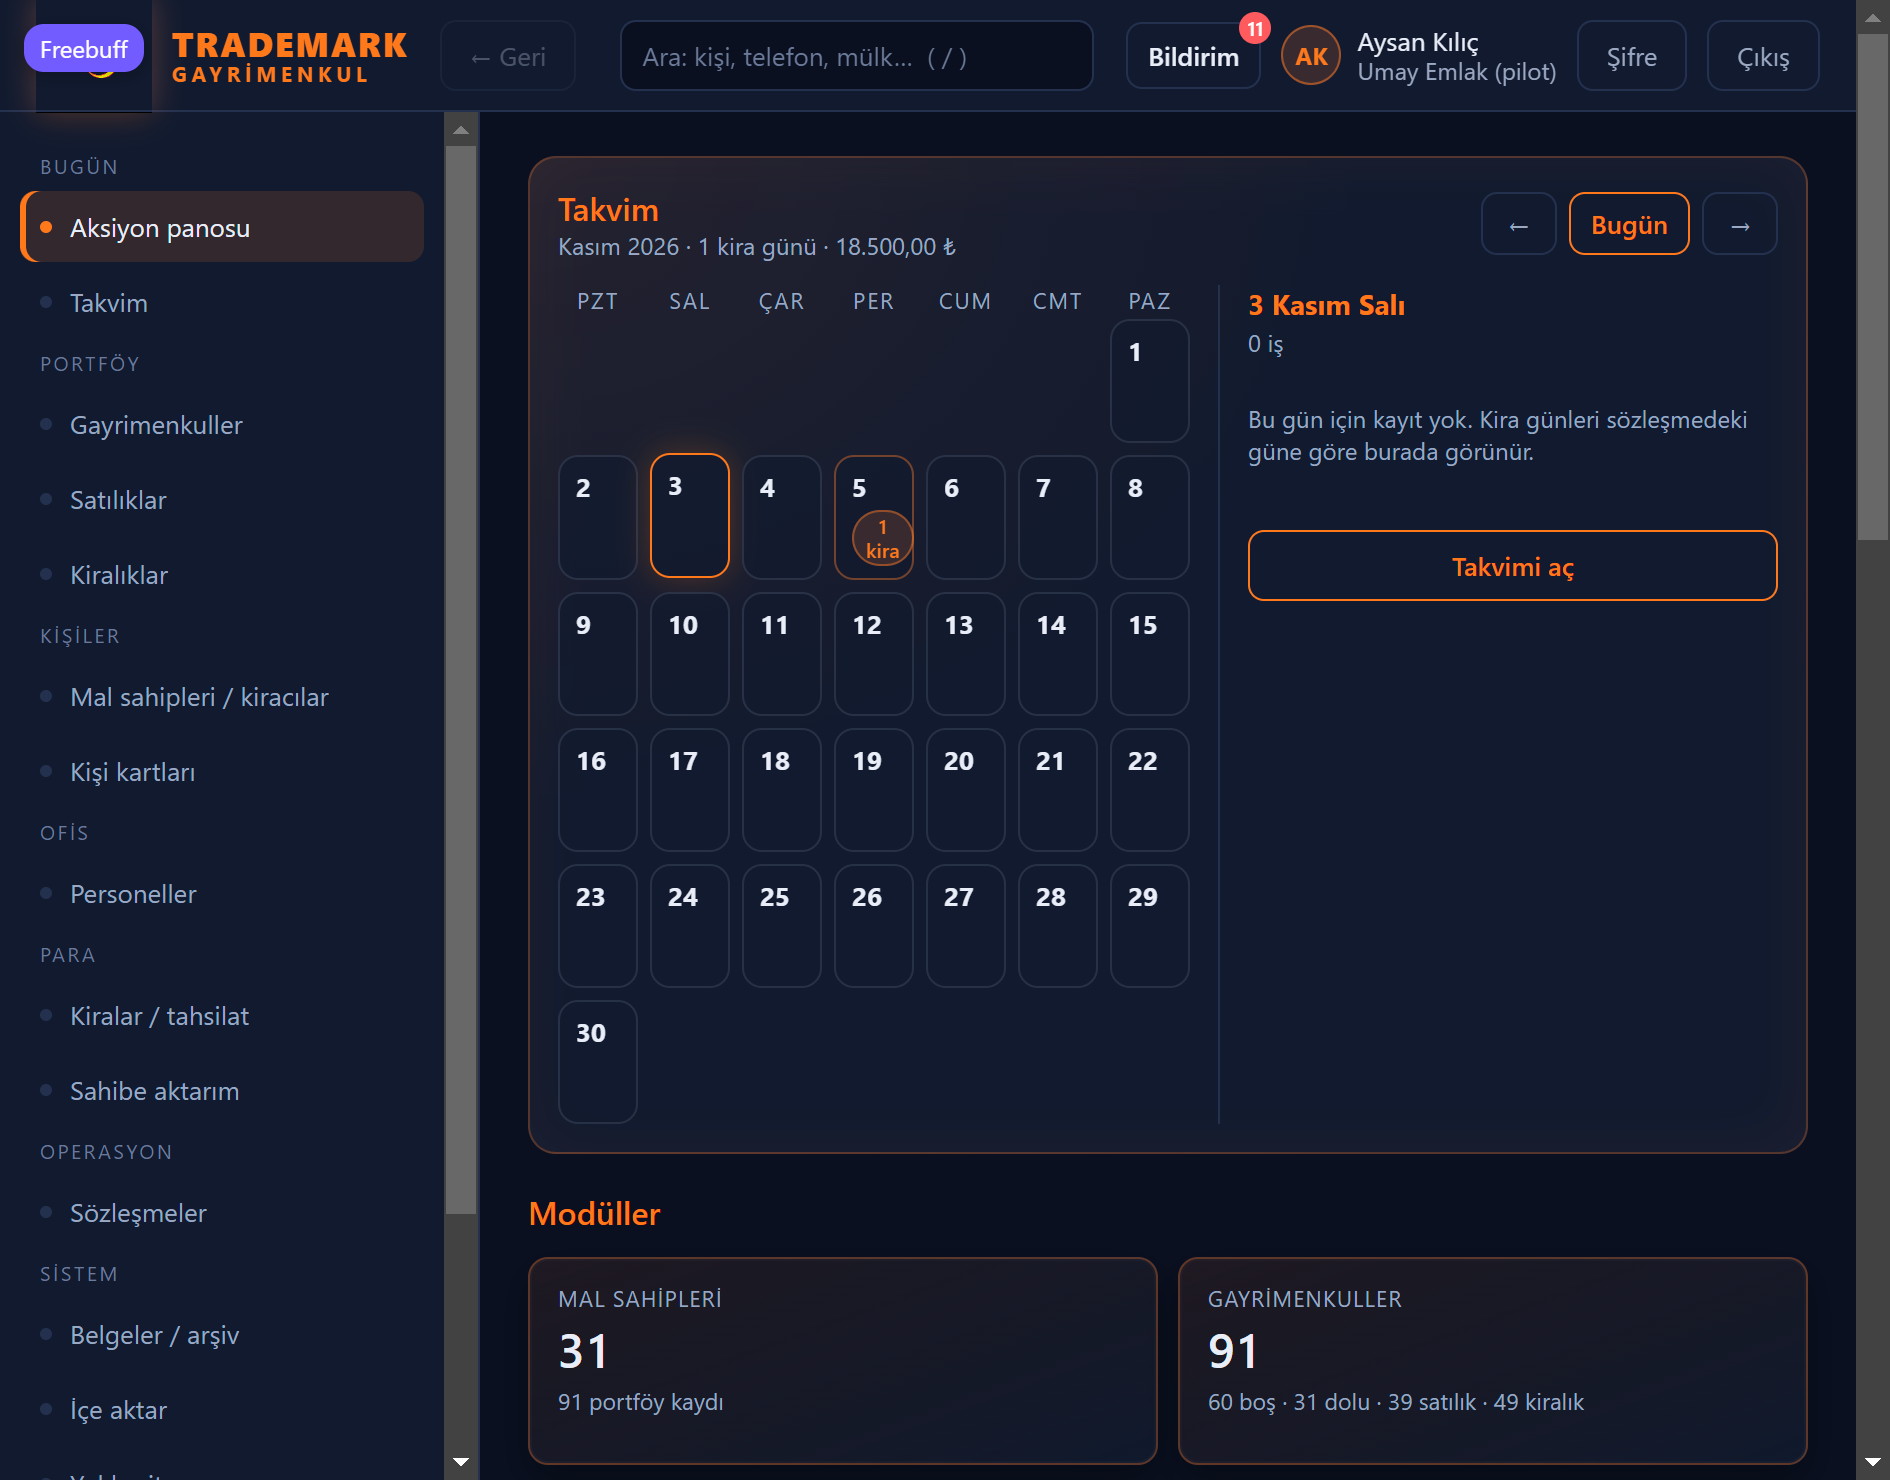 Freebuff
TRADEMARK
GAYRİMENKUL
← Geri
Ara: kişi, telefon, mülk... ( / )
Bildirim
11
AK
Aysan Kılıç
Umay Emlak (pilot)
Şifre
Çıkış
BUGÜN
Aksiyon panosu
Takvim
PORTFÖY
Gayrimenkuller
Satılıklar
Kiralıklar
KİŞİLER
Mal sahipleri / kiracılar
Kişi kartları
OFİS
Personeller
PARA
Kiralar / tahsilat
Sahibe aktarım
OPERASYON
Sözleşmeler
SİSTEM
Belgeler / arşiv
İçe aktar
Takvim
Kasım 2026 · 1 kira günü · 18.500,00 ₺
←
Bugün
→
PZT SAL ÇAR PER CUM CMT PAZ
1
2 3 4 5 6 7 8
1
kira
9 10 11 12 13 14 15
16 17 18 19 20 21 22
23 24 25 26 27 28 29
30
3 Kasım Salı
0 iş
Bu gün için kayıt yok. Kira günleri sözleşmedeki
güne göre burada görünür.
Takvimi aç
Modüller
MAL SAHİPLERİ
31
91 portföy kaydı
GAYRİMENKULLER
91
60 boş · 31 dolu · 39 satılık · 49 kiralık